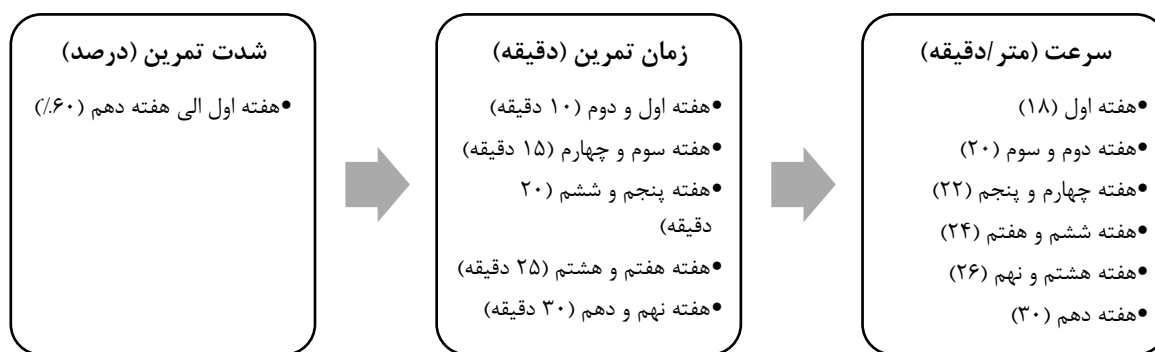 شدت تمرین (درصد)
•هفته اول الی هفته دهم (۶۰٪)
زمان تمرین (دقیقه)
•هفته اول و دوم (۱۰ دقیقه)
•هفته سوم و چهارم (۱۵ دقیقه)
•هفته پنجم و ششم (۲۰
دقیقه)
•هفته هفتم و هشتم (۲۵ دقیقه)
•هفته نهم و دهم (۳۰ دقیقه)
سرعت (متر/دقیقه)
•هفته اول (۱۸)
•هفته دوم و سوم (۲۰)
•هفته چهارم و پنجم (۲۲)
•هفته ششم و هفتم (۲۴)
•هفته هشتم و نهم (۲۶)
•هفته دهم (۳۰)